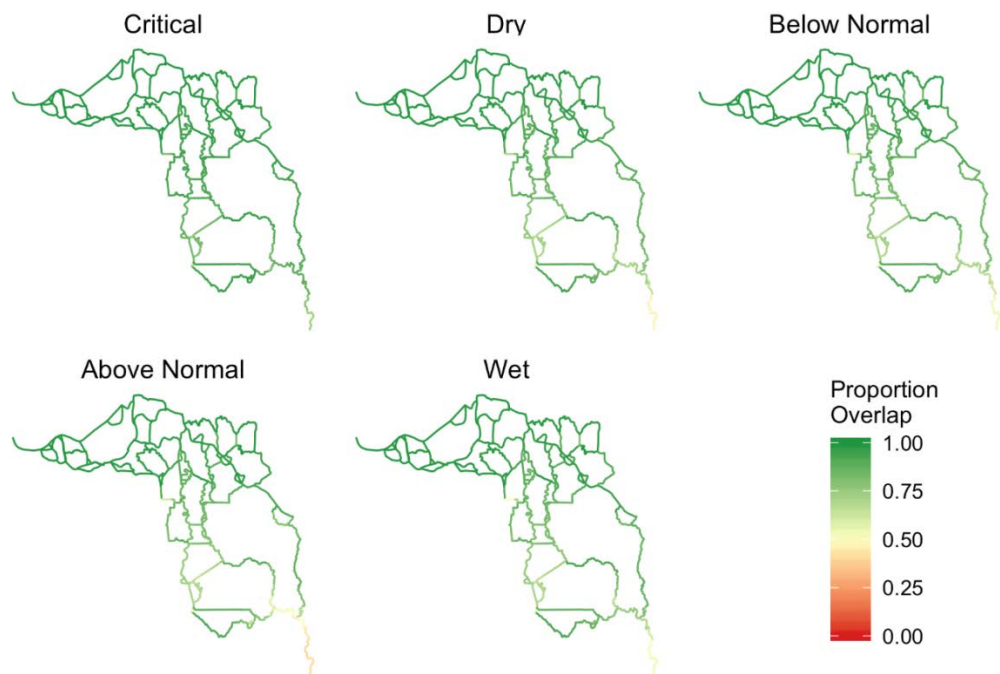 Critical
Dry
Below Normal
Above Normal
Wet
Proportion
Overlap
1.00
0.75
0.50
0.25
0.00